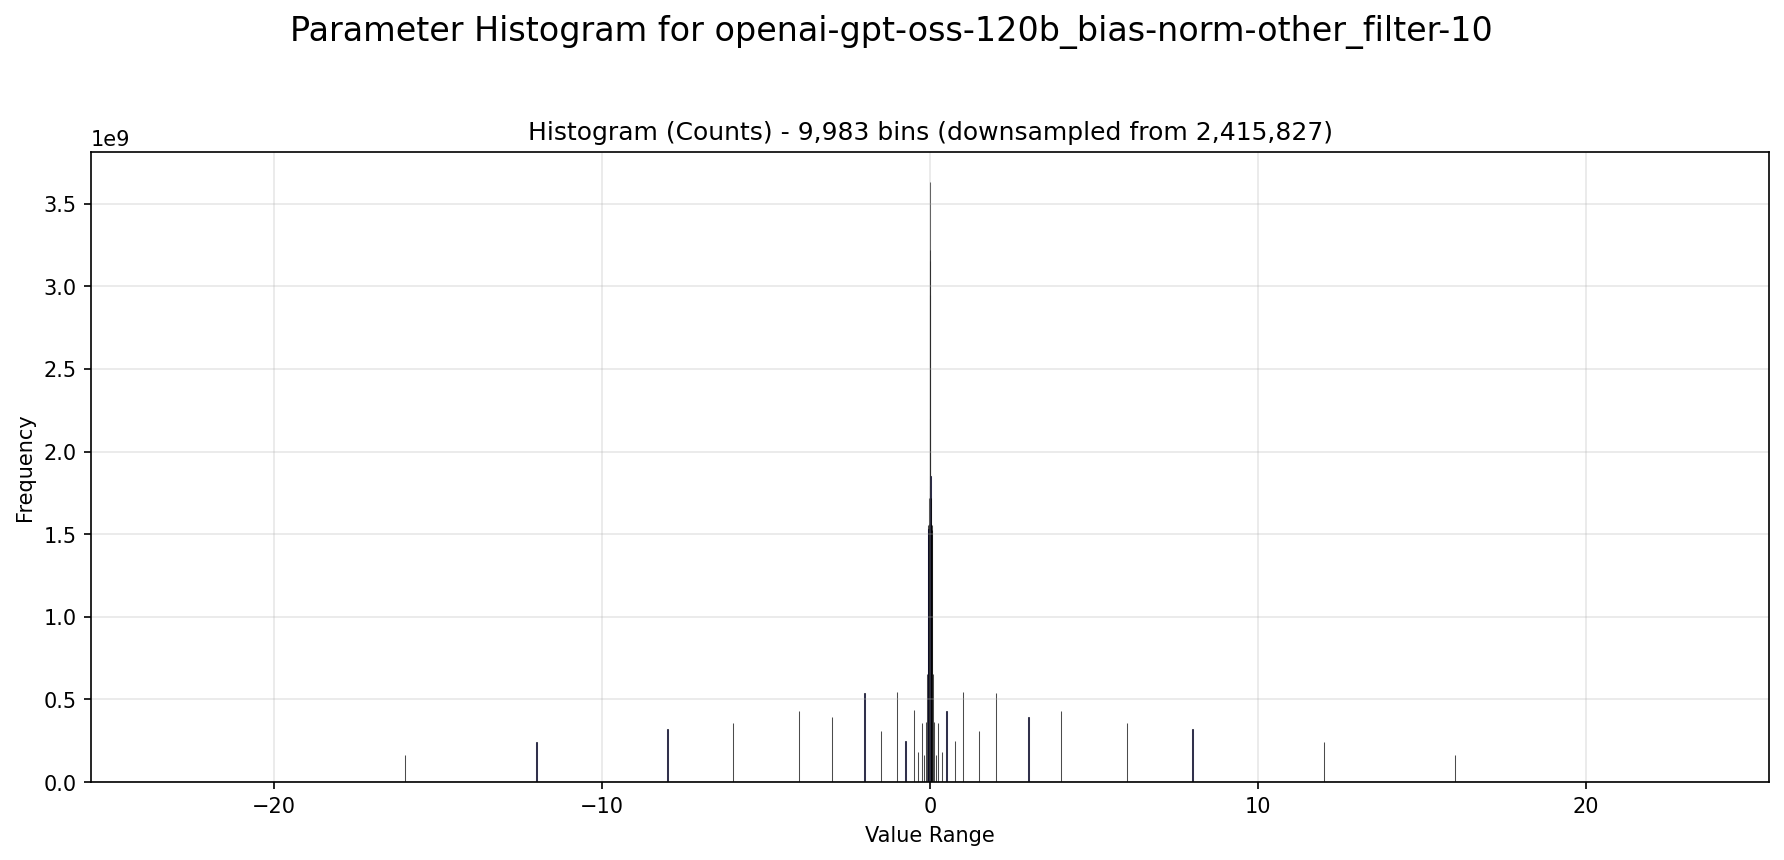 Parameter Histogram for openai-gpt-oss-120b_bias-norm-other_filter-10
Histogram (Counts) - 9,983 bins (downsampled from 2,415,827)
1e9
3.5
3.0
2.5
2.0
1.5
1.0
0.5
0.0
Frequency
−20
−10
0
10
20
Value Range